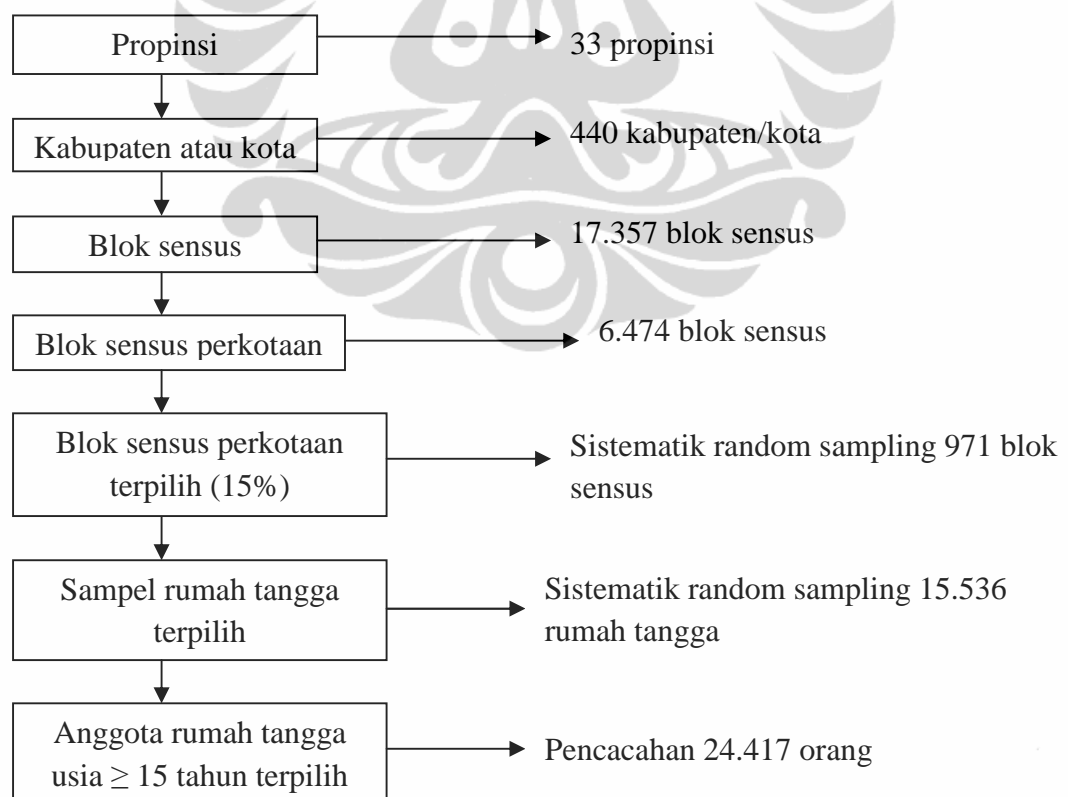 Propinsi
33 propinsi
Kabupaten atau kota
440 kabupaten/kota
Blok sensus
17.357 blok sensus
Blok sensus perkotaan
6.474 blok sensus
Blok sensus perkotaan
terpilih (15%)
Sistematik random sampling 971 blok
sensus
Sampel rumah tangga
terpilih
Sistematik random sampling 15.536
rumah tangga
Anggota rumah tangga
usia ≥ 15 tahun terpilih
Pencacahan 24.417 orang